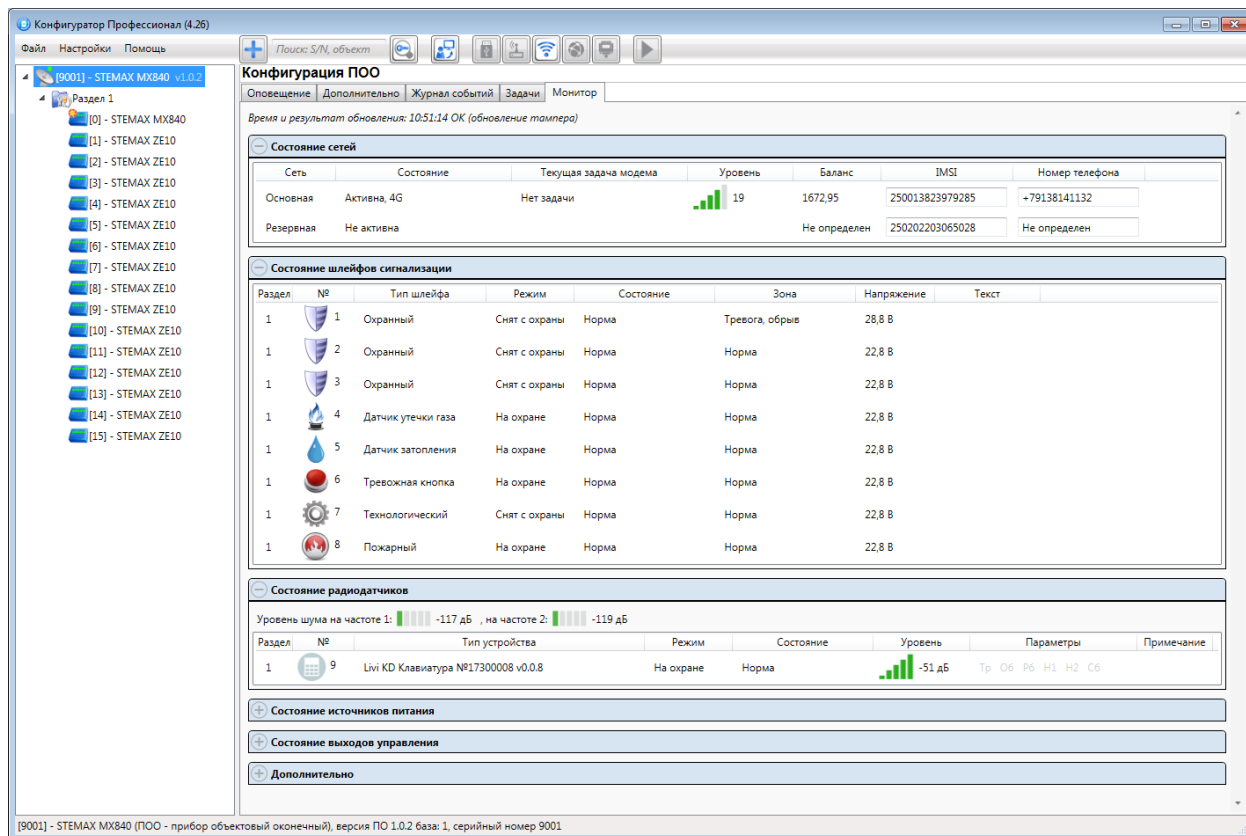 Конфигуратор Профессионал (4.26)
Файл Настройки Помощь
Поиск: S/N, объект
[9001] - STEMAX MX840 v1.0.2
Раздел 1
[0] - STEMAX MX840
[1] - STEMAX ZE10
[2] - STEMAX ZE10
[3] - STEMAX ZE10
[4] - STEMAX ZE10
[5] - STEMAX ZE10
[6] - STEMAX ZE10
[7] - STEMAX ZE10
[8] - STEMAX ZE10
[9] - STEMAX ZE10
[10] - STEMAX ZE10
[11] - STEMAX ZE10
[12] - STEMAX ZE10
[13] - STEMAX ZE10
[14] - STEMAX ZE10
[15] - STEMAX ZE10
Конфигурация ПОО
Оповещение Дополнительно Журнал событий Задачи Монитор
Время и результат обновления: 10:51:14 OK (обновление тампера)
Состояние сетей
Сеть Состояние Текущая задача модема Уровень Баланс IMSI Номер телефона
Основная Активна, 4G Нет задачи 19 1672,95 250013823979285 +79138141132
Резервная Не активна Не определен 250202203065028 Не определен
Состояние шлейфов сигнализации
Раздел № Тип шлейфа Режим Состояние Зона Напряжение Текст
1 1 Охранный Снят с охраны Норма Тревога, обрыв 28,8 В
1 2 Охранный Снят с охраны Норма Норма 22,8 В
1 3 Охранный Снят с охраны Норма Норма 22,8 В
1 4 Датчик утечки газа На охране Норма Норма 22,8 В
1 5 Датчик затопления На охране Норма Норма 22,8 В
1 6 Тревожная кнопка На охране Норма Норма 22,8 В
1 7 Технологический Снят с охраны Норма Норма 22,8 В
1 8 Пожарный На охране Норма Норма 22,8 В
Состояние радиодатчиков
Уровень шума на частоте 1: -117 дБ , на частоте 2: -119 дБ
Раздел № Тип устройства Режим Состояние Уровень Параметры Примечание
1 9 Livi KD Клавиатура №17300008 v0.0.8 На охране Норма -51 дБ Тр Об Рб Н1 Н2 Сб
Состояние источников питания
Состояние выходов управления
Дополнительно
[9001] - STEMAX MX840 (ПОО - прибор объектовый оконечный), версия ПО 1.0.2 база: 1, серийный номер 9001